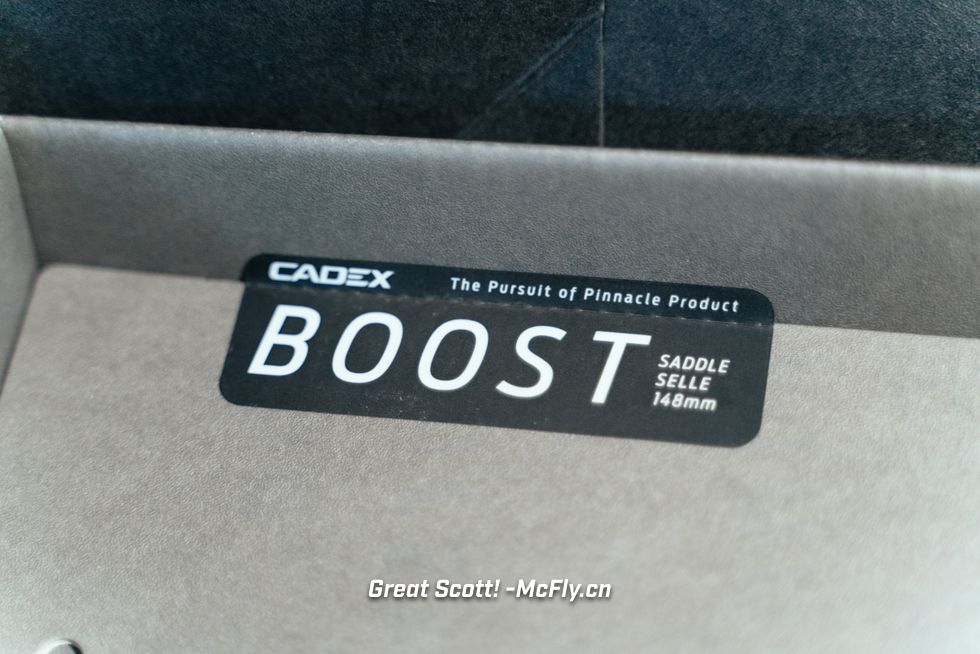 CADEX The Pursuit of Pinnacle Product
BOOST
SADDLE
SELLE
148mm
Great Scott! -McFly.cn